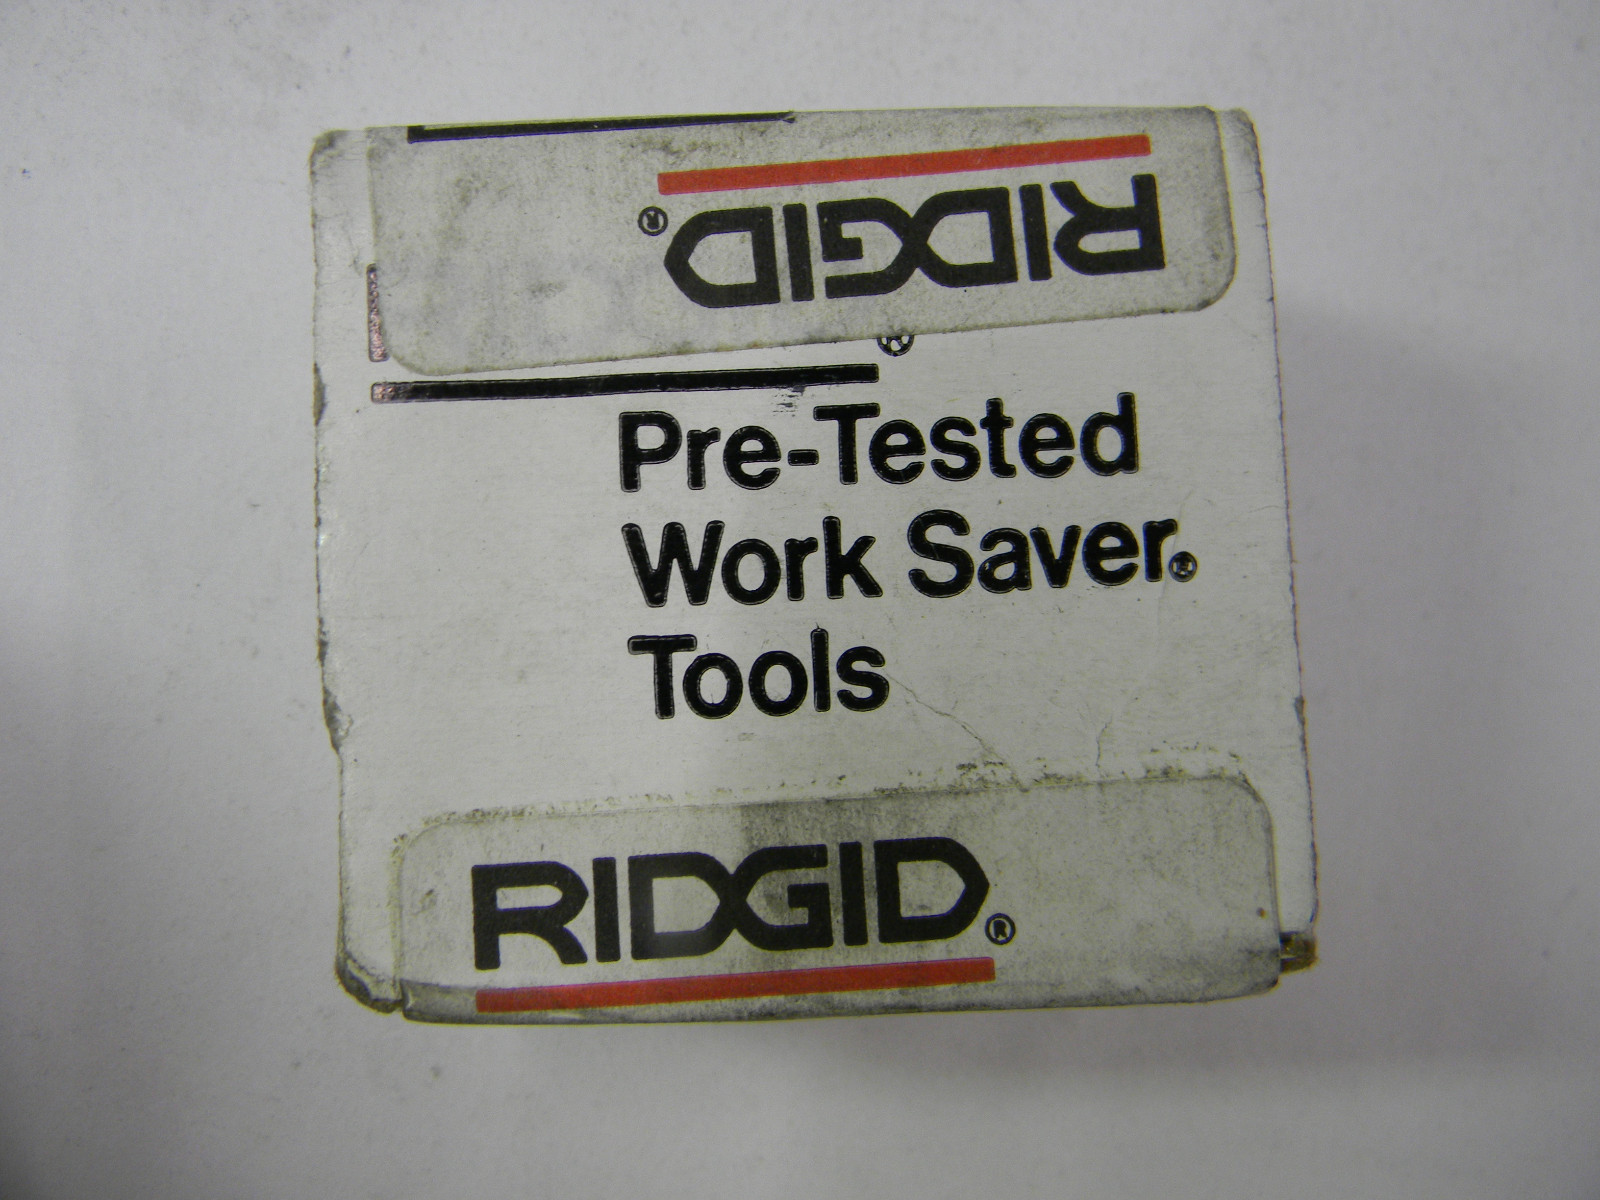 RIDGID®
®
Pre-Tested
Work Saver®
Tools
RIDGID®